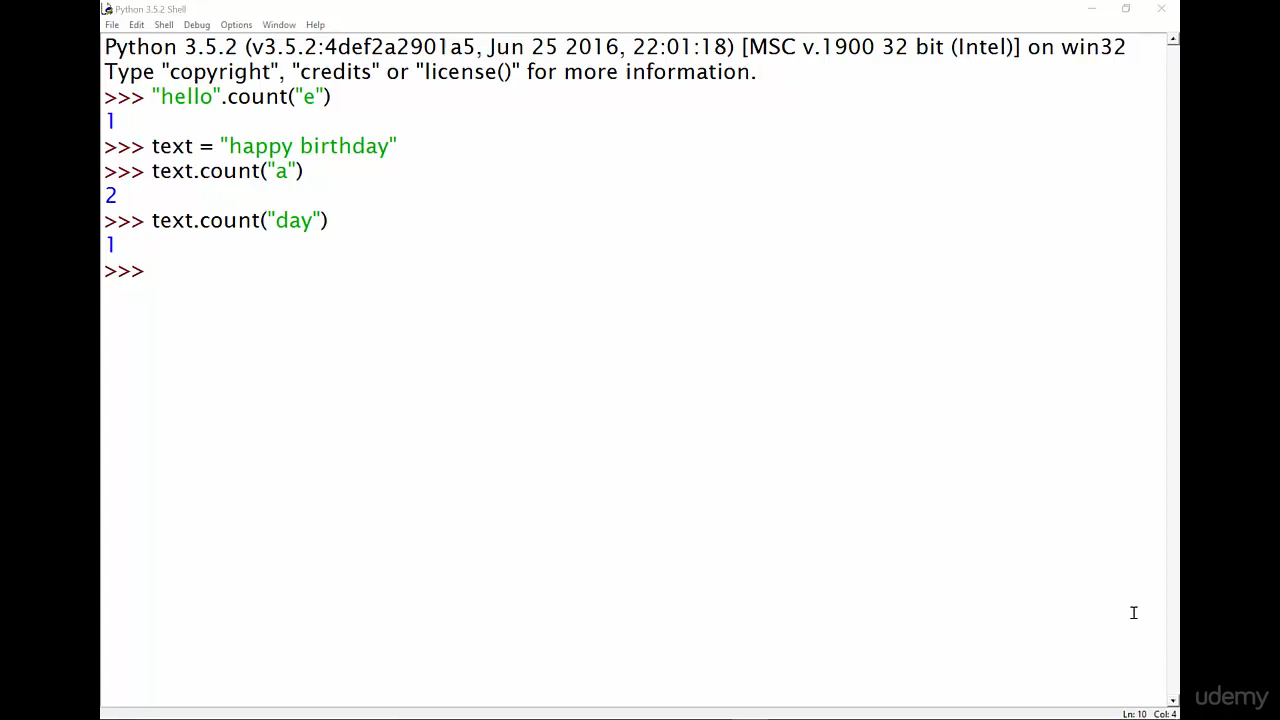 Python 3.5.2 Shell
File Edit Shell Debug Options Window Help
Python 3.5.2 (v3.5.2:4def2a2901a5, Jun 25 2016, 22:01:18) [MSC v.1900 32 bit (Intel)] on win32
Type "copyright", "credits" or "license()" for more information.
>>> "hello".count("e")
1
>>> text = "happy birthday"
>>> text.count("a")
2
>>> text.count("day")
1
>>>
udemy
Ln: 10 Col: 4